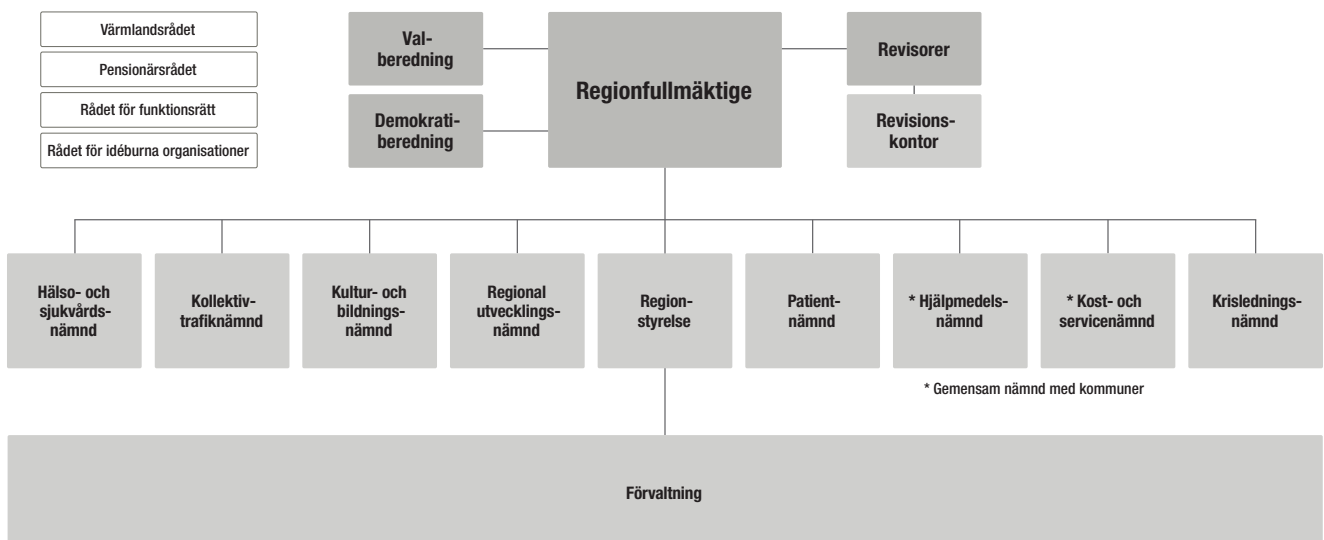 Värmlandsrådet
Pensionärsrådet
Rådet för funktionsrätt
Rådet för idéburna organisationer
Val-
beredning
Demokrati-
beredning
Regionfullmäktige
Revisorer
Revisions-
kontor
Hälso- och
sjukvårds-
nämnd
Kollektiv-
trafiknämnd
Kultur- och
bildnings-
nämnd
Regional
utvecklings-
nämnd
Region-
styrelse
Patient-
nämnd
* Hjälpmedels-
nämnd
* Kost- och
servicenämnd
Krislednings-
nämnd
* Gemensam nämnd med kommuner
Förvaltning